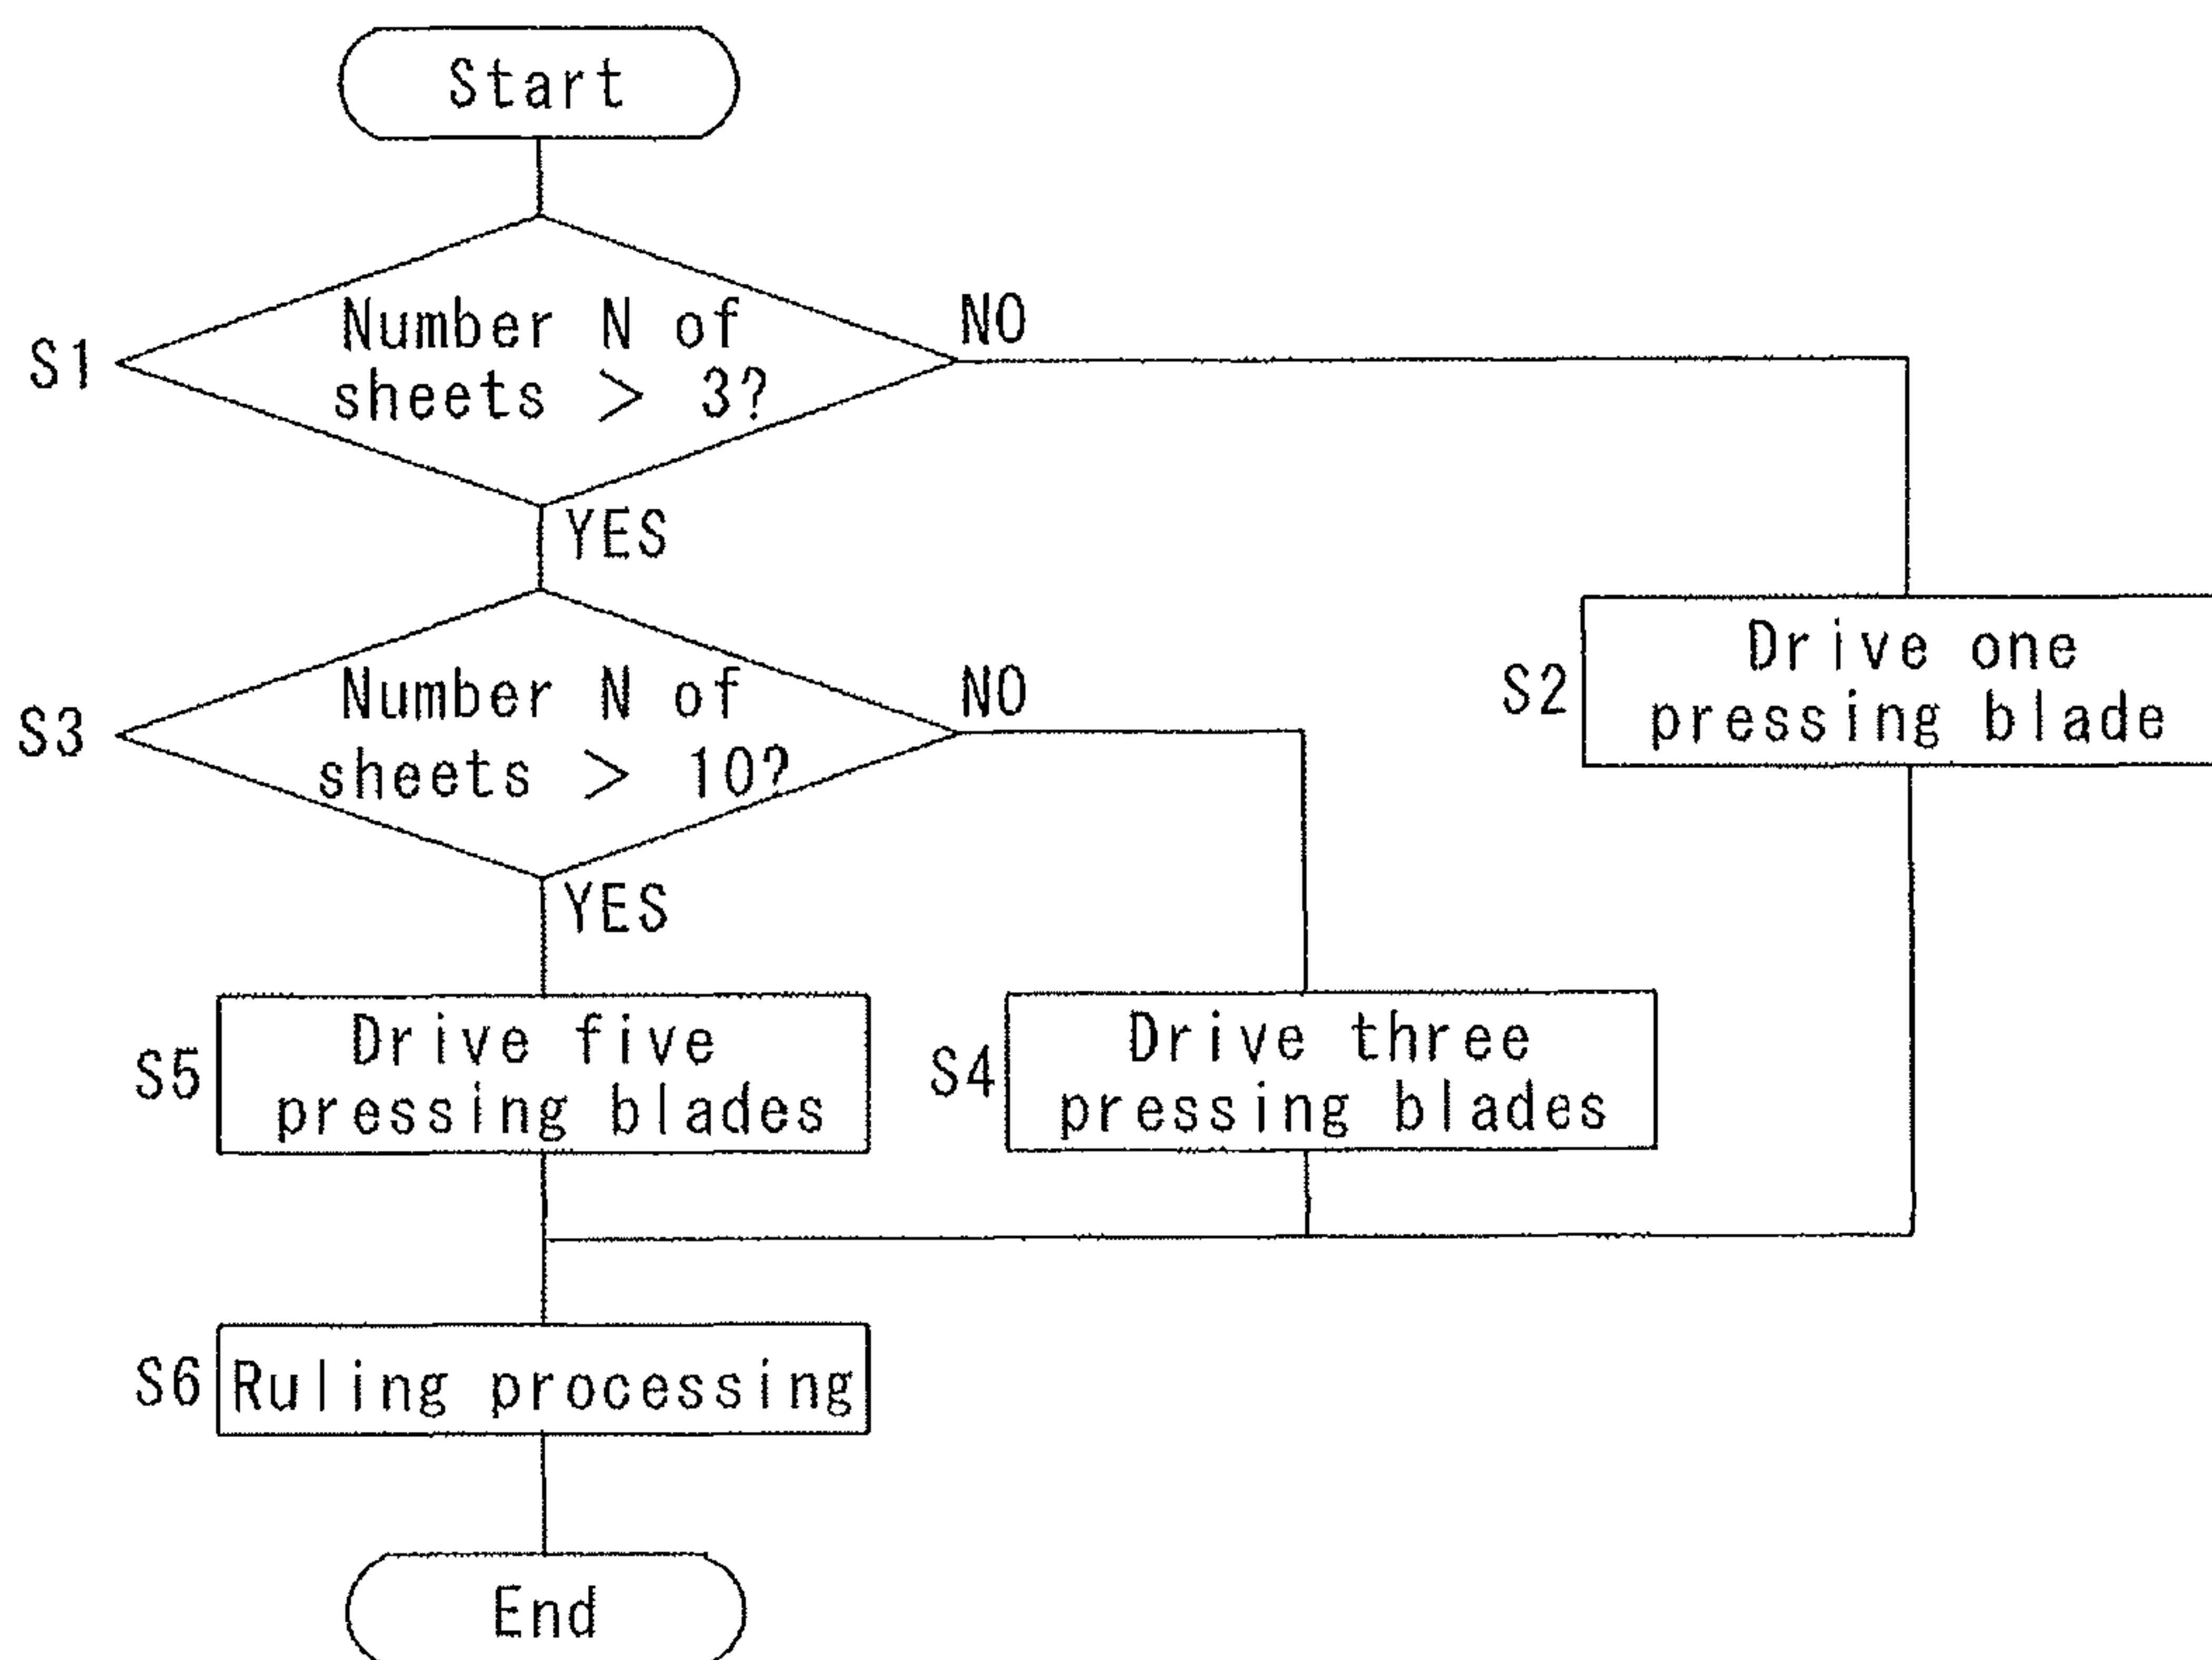 Start
S1
Number N of
sheets > 3?
NO
YES
S3
Number N of
sheets > 10?
NO
YES
S2
Drive one
pressing blade
S5
Drive five
pressing blades
S4
Drive three
pressing blades
S6
Ruling processing
End